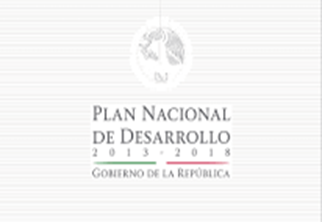 PLAN NACIONAL
DE DESARROLLO
2013-2018
GOBIERNO DE LA REPÚBLICA